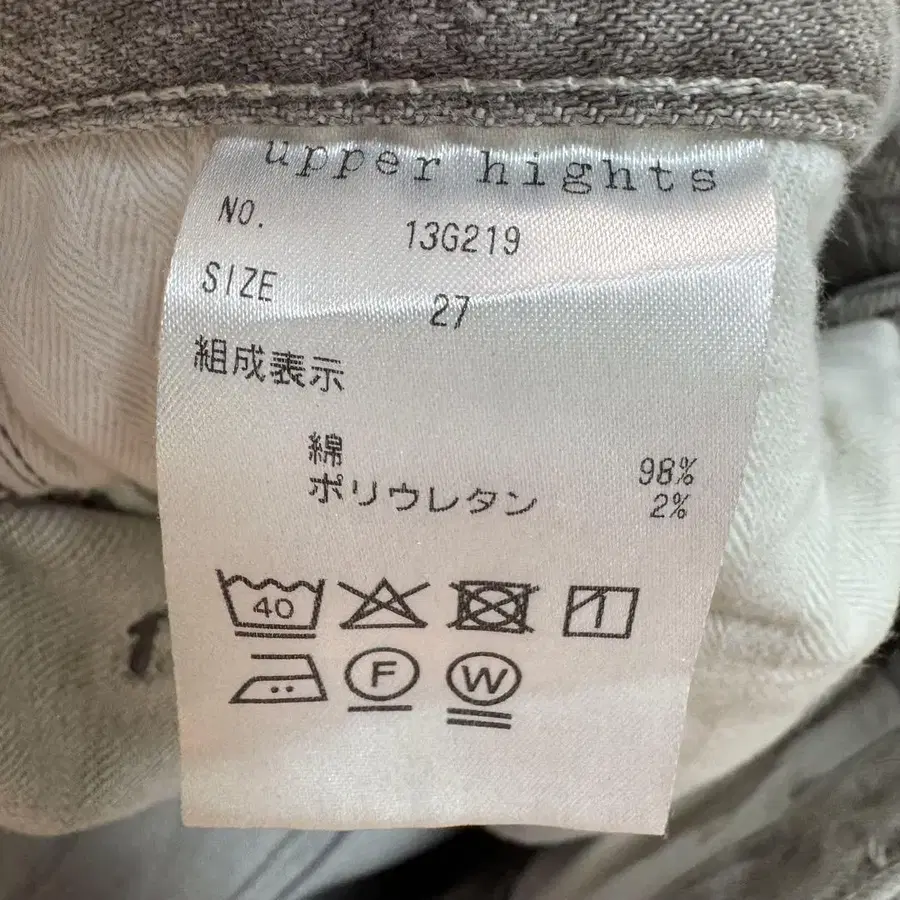 upper hights
NO. 13G219
SIZE 27
組成表示
綿 98%
ポリウレタン 2%
40
F W